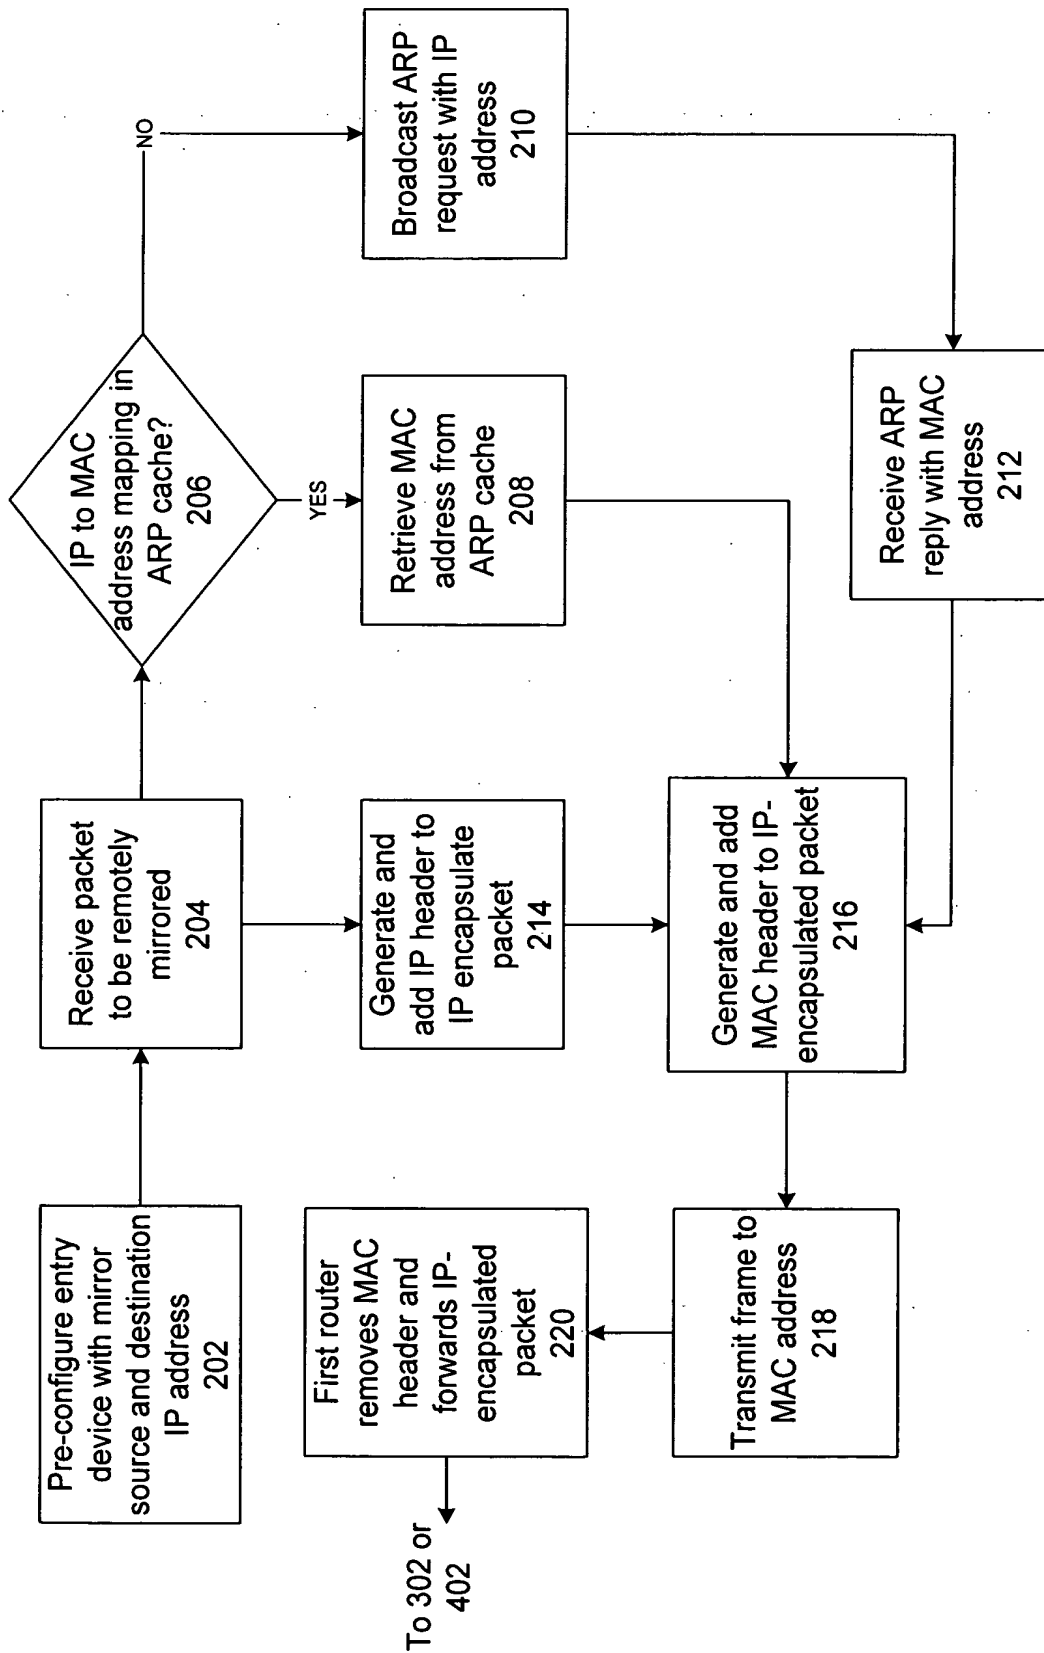 Pre-configure entry
device with mirror
source and destination
IP address
202
Receive packet
to be remotely
mirrored
204
IP to MAC
address mapping in
ARP cache?
206
NO
YES
Broadcast ARP
request with IP
address
210
Retrieve MAC
address from
ARP cache
208
Receive ARP
reply with MAC
address
212
Generate and
add IP header to
IP encapsulate
packet
214
Generate and add
MAC header to IP-
encapsulated packet
216
Transmit frame to
MAC address
218
First router
removes MAC
header and
forwards IP-
encapsulated
packet
220
To 302 or
402